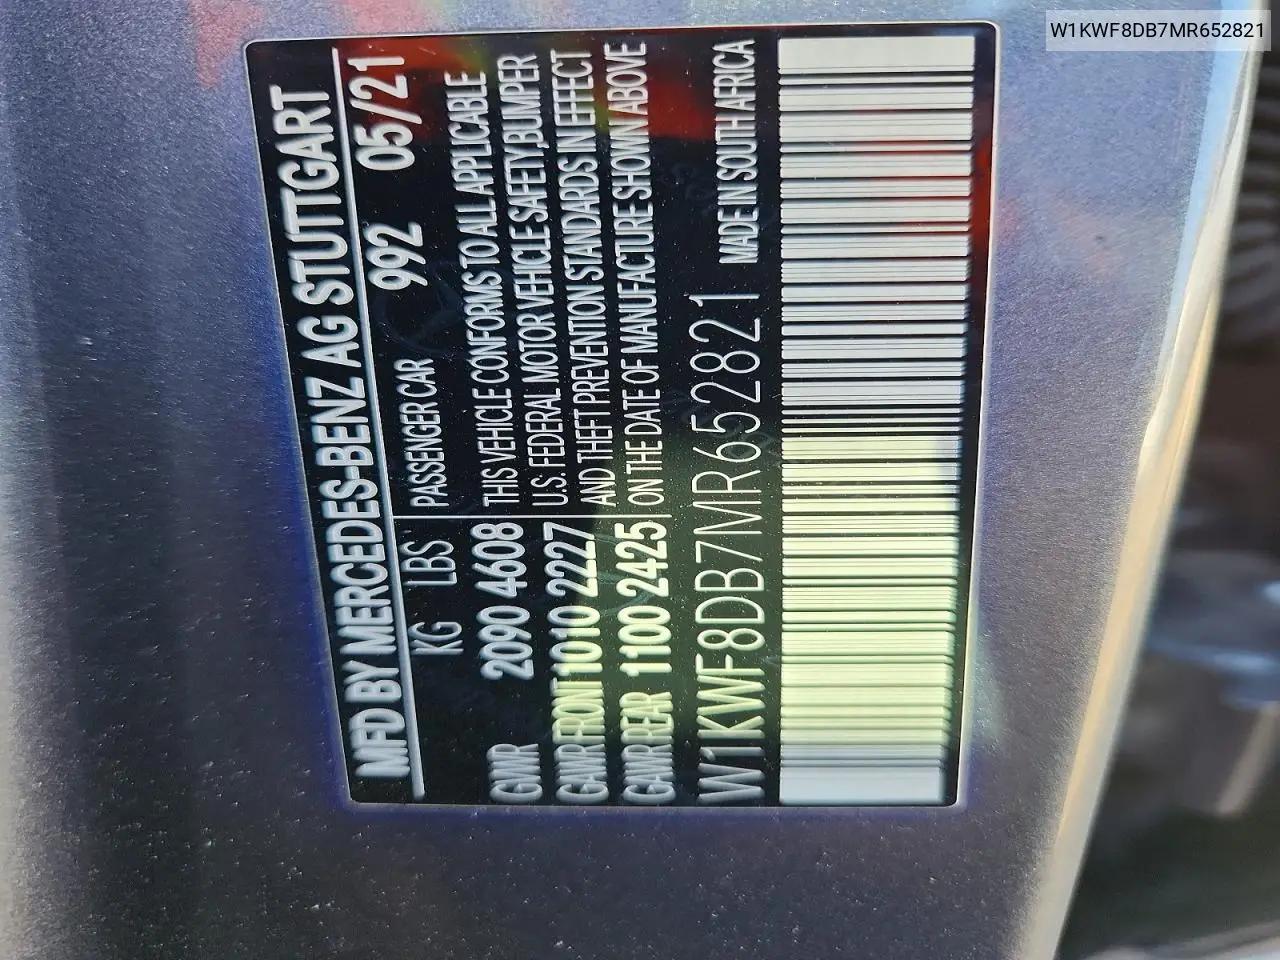 W1KWF8DB7MR652821
MFD BY MERCEDES-BENZ AG STUTTGART
KG LBS PASSENGER CAR 992 05/21
GVWR 2090 4608 THIS VEHICLE CONFORMS TO ALL APPLICABLE
GAWR FRONT 1010 2227 U.S. FEDERAL MOTOR VEHICLE SAFETY,BUMPER
AND THEFT PREVENTION STANDARDS IN EFFECT
GAWR REAR 1100 2425 ON THE DATE OF MANUFACTURE SHOWN ABOVE
W1KWF8DB7MR652821 MADE IN SOUTH AFRICA